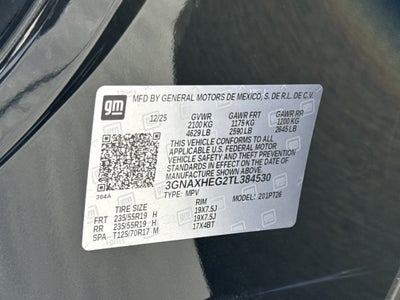 gm
MFD BY GENERAL MOTORS DE MEXICO, S. DE R.L. DE C.V.
12/25 GVWR GAWR FRT GAWR RR
2100 KG 1175 KG 1200 KG
4629 LB 2590 LB 2645 LB
THIS VEHICLE CONFORMS TO ALL
APPLICABLE U.S. FEDERAL MOTOR
VEHICLE SAFETY, BUMPER, AND THEFT
PREVENTION STANDARDS IN EFFECT ON
THE DATE OF MANUFACTURE SHOWN ABOVE.
3GNAXHEG2TL384530
TYPE: MPV MODEL: 201PT26
384A
TIRE SIZE RIM
FRT 235/55R19 H 19X7.5J
RR 235/55R19 H 19X7.5J
SPA T125/70R17 M 17X4BT